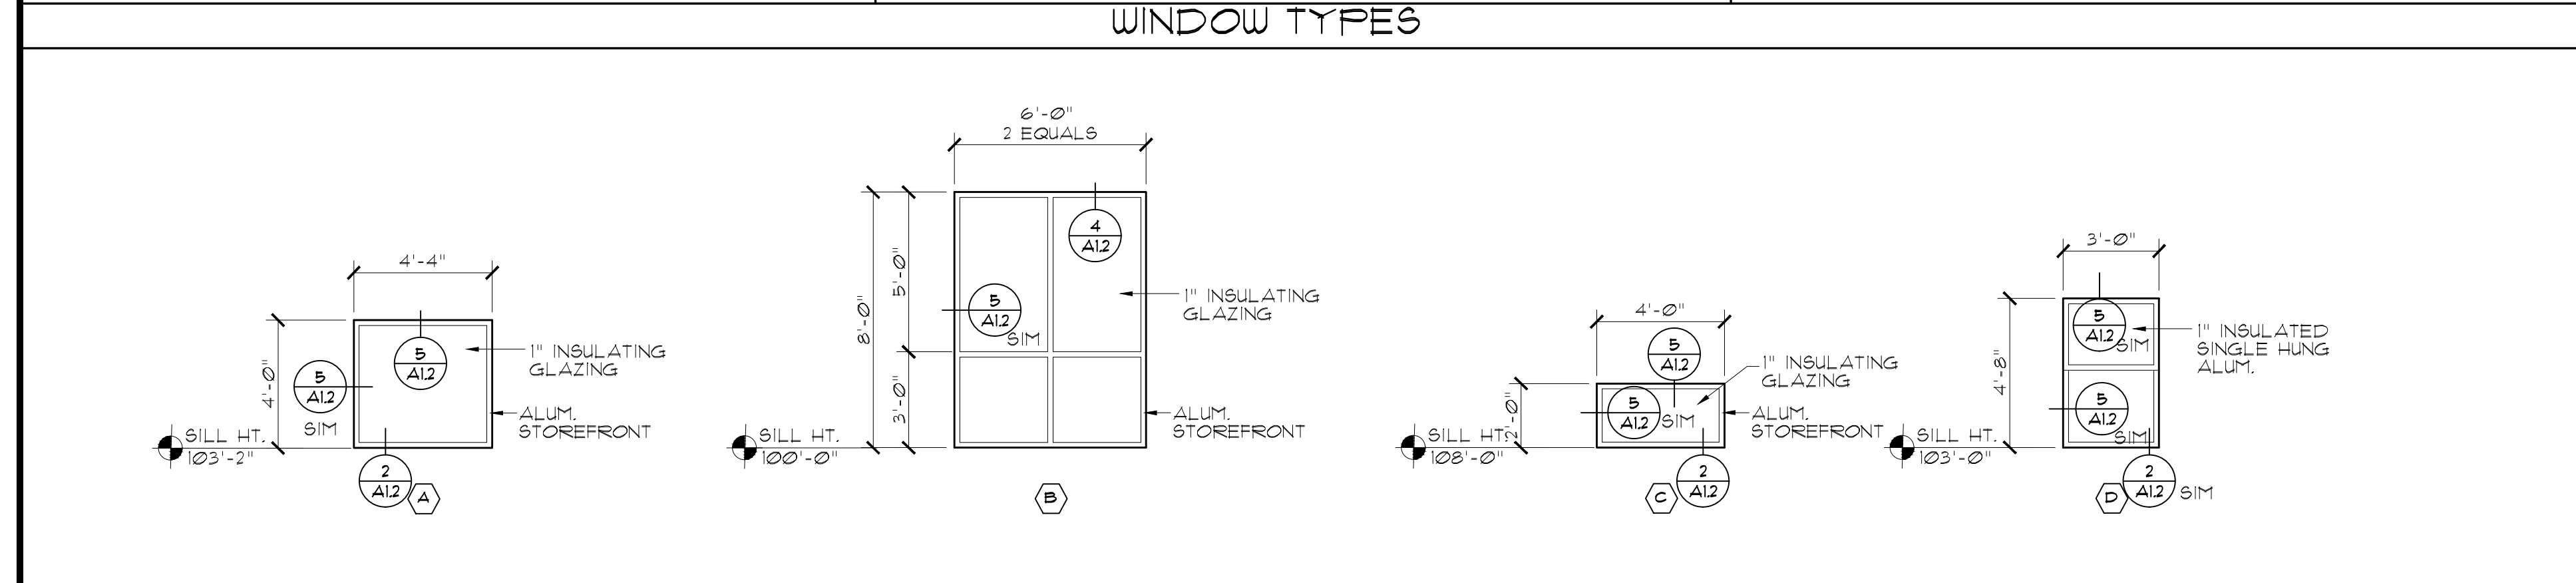 WINDOW TYPES
4'-4"
4'-0"
5
A1.2
5
A1.2
SIM
1" INSULATING
GLAZING
ALUM.
STOREFRONT
SILL HT.
103'-2"
2
A1.2
A
6'-0"
2 EQUALS
8'-0"
5'-0"
3'-0"
4
A1.2
5
A1.2
SIM
1" INSULATING
GLAZING
ALUM.
STOREFRONT
SILL HT.
100'-0"
B
4'-0"
2'-0"
5
A1.2
5
A1.2
SIM
1" INSULATING
GLAZING
ALUM.
STOREFRONT
SILL HT.
108'-0"
C
2
A1.2
3'-0"
4'-8"
5
A1.2
SIM
5
A1.2
SIM
1" INSULATED
SINGLE HUNG
ALUM.
SILL HT.
103'-0"
D
2
A1.2
SIM